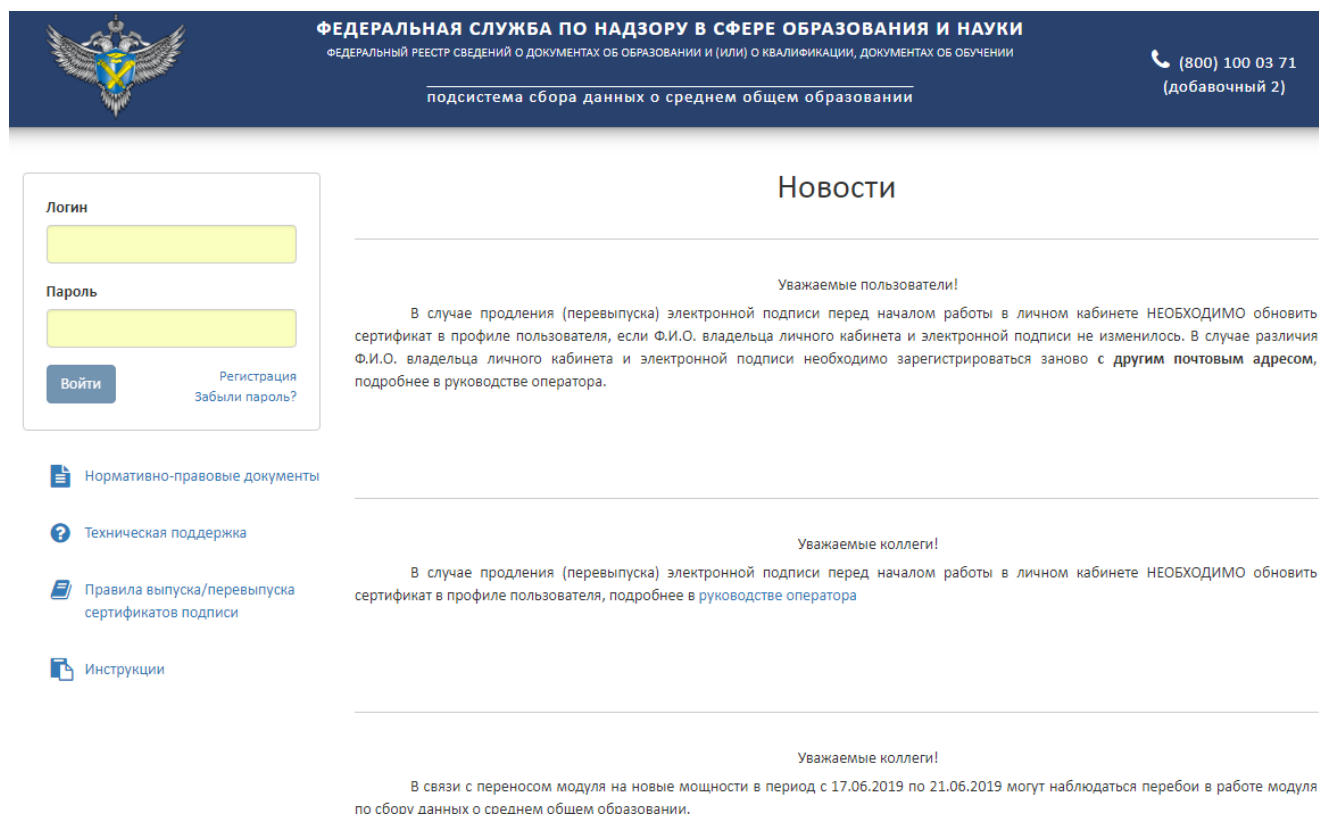 ФЕДЕРАЛЬНАЯ СЛУЖБА ПО НАДЗОРУ В СФЕРЕ ОБРАЗОВАНИЯ И НАУКИ
ФЕДЕРАЛЬНЫЙ РЕЕСТР СВЕДЕНИЙ О ДОКУМЕНТАХ ОБ ОБРАЗОВАНИИ И (ИЛИ) О КВАЛИФИКАЦИИ, ДОКУМЕНТАХ ОБ ОБУЧЕНИИ
подсистема сбора данных о среднем общем образовании
(800) 100 03 71
(добавочный 2)
Логин
Пароль
Войти
Регистрация
Забыли пароль?
Нормативно-правовые документы
Техническая поддержка
Правила выпуска/перевыпуска
сертификатов подписи
Инструкции
Новости
Уважаемые пользователи!
В случае продления (перевыпуска) электронной подписи перед началом работы в личном кабинете НЕОБХОДИМО обновить
сертификат в профиле пользователя, если Ф.И.О. владельца личного кабинета и электронной подписи не изменилось. В случае различия
Ф.И.О. владельца личного кабинета и электронной подписи необходимо зарегистрироваться заново с другим почтовым адресом,
подробнее в руководстве оператора.
Уважаемые коллеги!
В случае продления (перевыпуска) электронной подписи перед началом работы в личном кабинете НЕОБХОДИМО обновить
сертификат в профиле пользователя, подробнее в руководстве оператора
Уважаемые коллеги!
В связи с переносом модуля на новые мощности в период с 17.06.2019 по 21.06.2019 могут наблюдаться перебои в работе модуля
по сбору данных о среднем общем образовании.